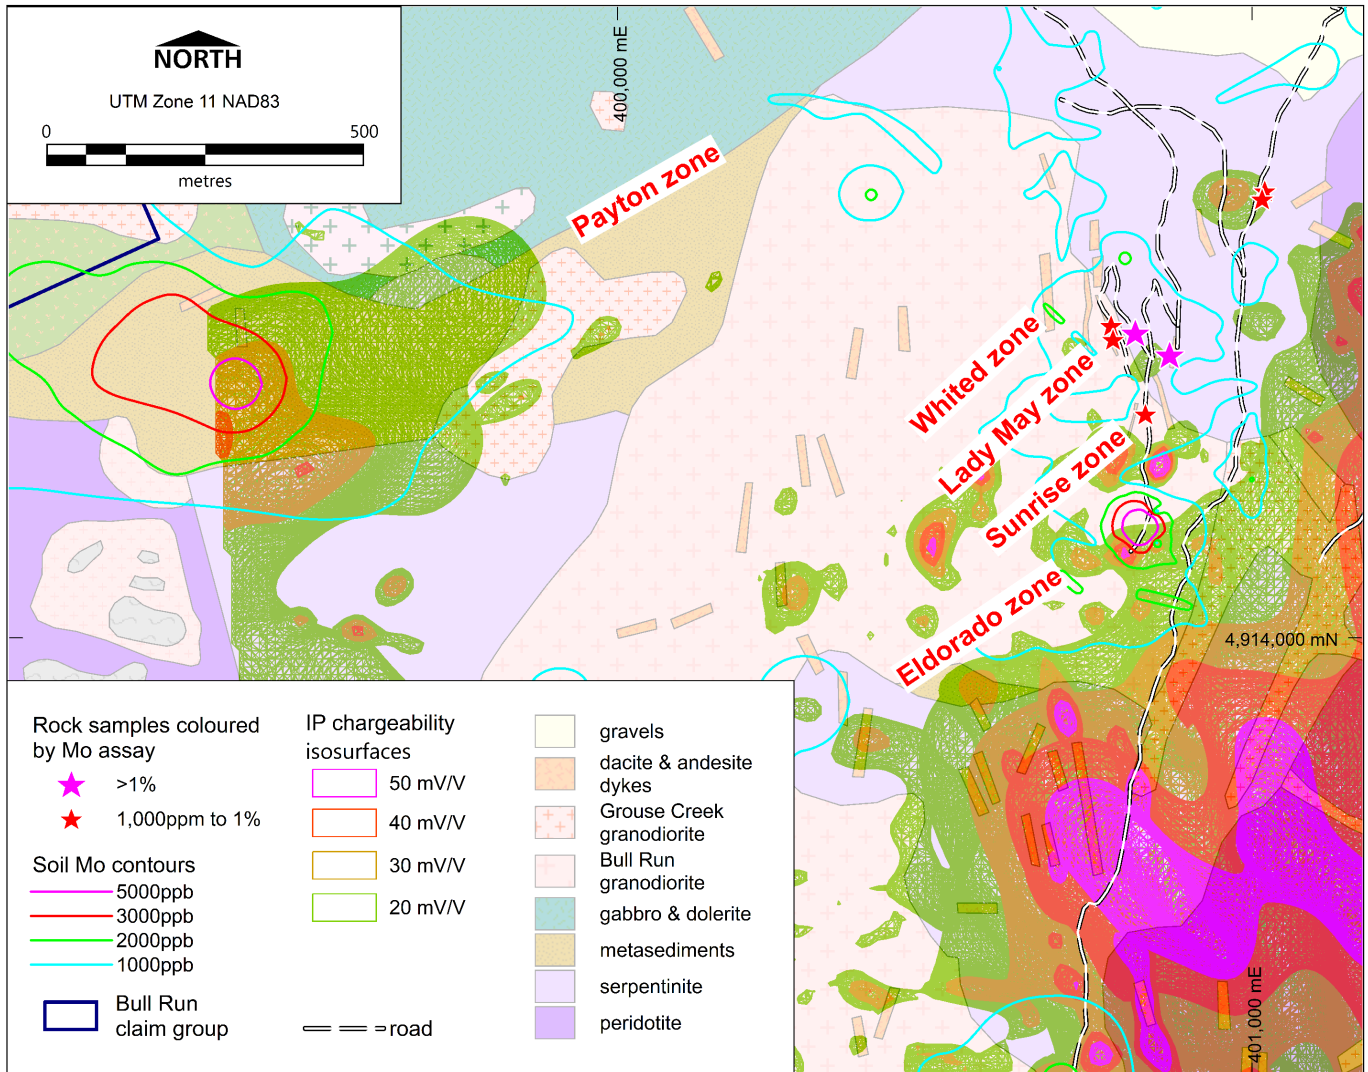 NORTH
UTM Zone 11 NAD83
0 500
metres
400,000 mE
Payton zone
Whited zone
Lady May zone
Sunrise zone
Eldorado zone
4,914,000 mN
401,000 mE
Rock samples coloured
by Mo assay
>1%
1,000ppm to 1%
Soil Mo contours
5000ppb
3000ppb
2000ppb
1000ppb
Bull Run
claim group
IP chargeability
isosurfaces
50 mV/V
40 mV/V
30 mV/V
20 mV/V
road
gravels
dacite & andesite
dykes
Grouse Creek
granodiorite
Bull Run
granodiorite
gabbro & dolerite
metasediments
serpentinite
peridotite